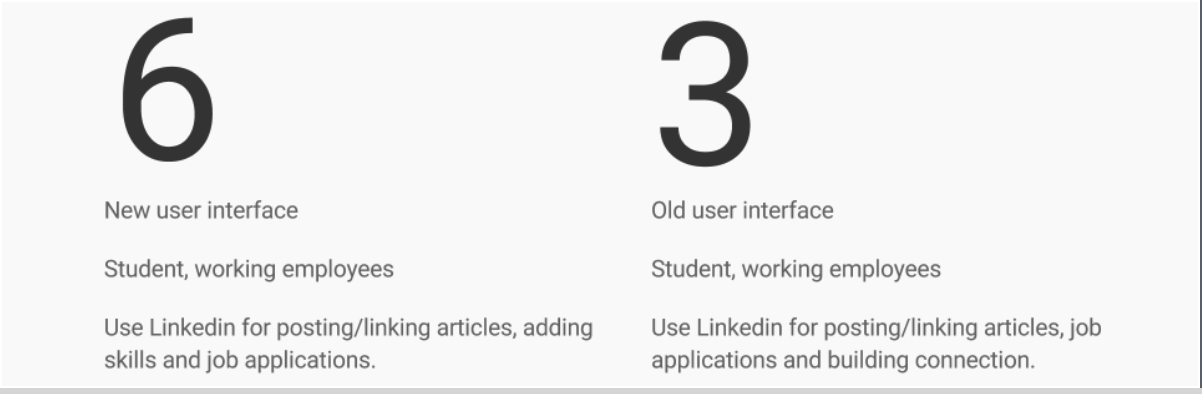 6
New user interface
Student, working employees
Use Linkedin for posting/linking articles, adding
skills and job applications.
3
Old user interface
Student, working employees
Use Linkedin for posting/linking articles, job
applications and building connection.